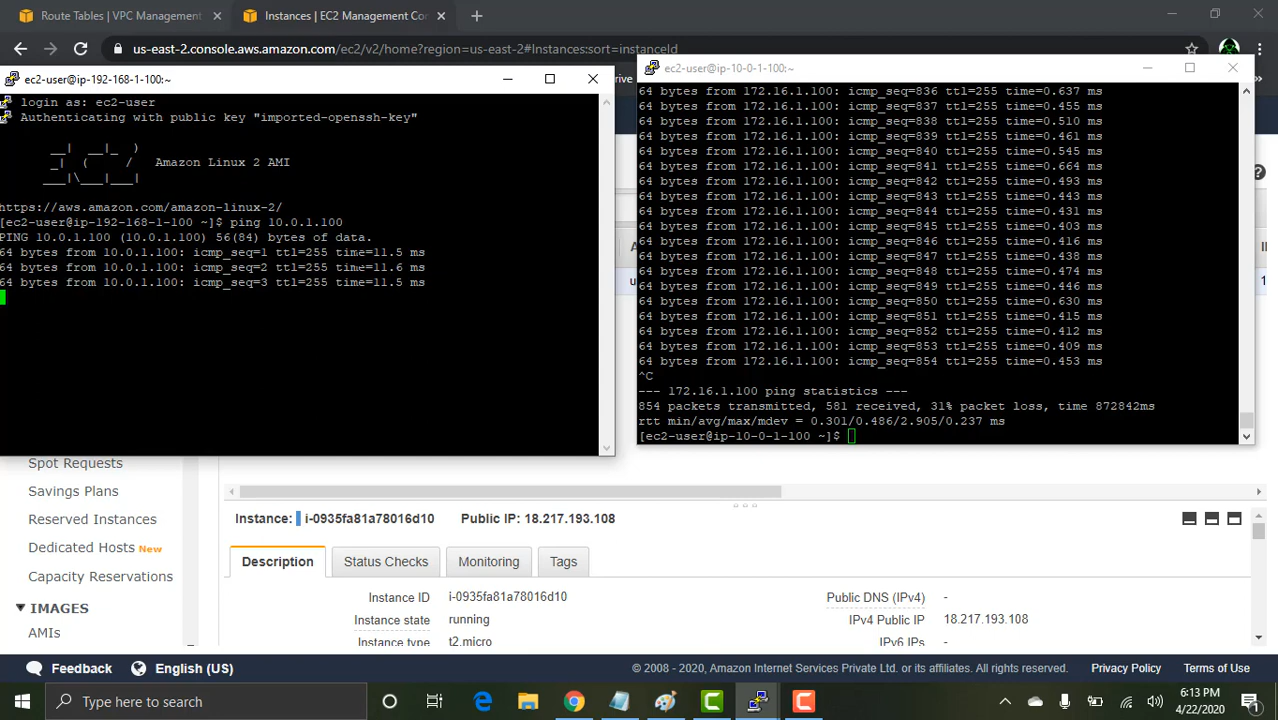 Route Tables | VPC Management
Instances | EC2 Management Con
us-east-2.console.aws.amazon.com/ec2/v2/home?region=us-east-2#Instances:sort=instanceId
ec2-user@ip-192-168-1-100:~
login as: ec2-user
Authenticating with public key "imported-openssh-key"
__| __|_ )
_| ( / Amazon Linux 2 AMI
___|\___|___|
https://aws.amazon.com/amazon-linux-2/
[ec2-user@ip-192-168-1-100 ~]$ ping 10.0.1.100
PING 10.0.1.100 (10.0.1.100) 56(84) bytes of data.
64 bytes from 10.0.1.100: icmp_seq=1 ttl=255 time=11.5 ms
64 bytes from 10.0.1.100: icmp_seq=2 ttl=255 time=11.6 ms
64 bytes from 10.0.1.100: icmp_seq=3 ttl=255 time=11.5 ms
ec2-user@ip-10-0-1-100:~
64 bytes from 172.16.1.100: icmp_seq=836 ttl=255 time=0.637 ms
64 bytes from 172.16.1.100: icmp_seq=837 ttl=255 time=0.455 ms
64 bytes from 172.16.1.100: icmp_seq=838 ttl=255 time=0.510 ms
64 bytes from 172.16.1.100: icmp_seq=839 ttl=255 time=0.461 ms
64 bytes from 172.16.1.100: icmp_seq=840 ttl=255 time=0.545 ms
64 bytes from 172.16.1.100: icmp_seq=841 ttl=255 time=0.664 ms
64 bytes from 172.16.1.100: icmp_seq=842 ttl=255 time=0.493 ms
64 bytes from 172.16.1.100: icmp_seq=843 ttl=255 time=0.443 ms
64 bytes from 172.16.1.100: icmp_seq=844 ttl=255 time=0.431 ms
64 bytes from 172.16.1.100: icmp_seq=845 ttl=255 time=0.403 ms
64 bytes from 172.16.1.100: icmp_seq=846 ttl=255 time=0.416 ms
64 bytes from 172.16.1.100: icmp_seq=847 ttl=255 time=0.438 ms
64 bytes from 172.16.1.100: icmp_seq=848 ttl=255 time=0.474 ms
64 bytes from 172.16.1.100: icmp_seq=849 ttl=255 time=0.446 ms
64 bytes from 172.16.1.100: icmp_seq=850 ttl=255 time=0.630 ms
64 bytes from 172.16.1.100: icmp_seq=851 ttl=255 time=0.415 ms
64 bytes from 172.16.1.100: icmp_seq=852 ttl=255 time=0.412 ms
64 bytes from 172.16.1.100: icmp_seq=853 ttl=255 time=0.409 ms
64 bytes from 172.16.1.100: icmp_seq=854 ttl=255 time=0.453 ms
^C
--- 172.16.1.100 ping statistics ---
854 packets transmitted, 581 received, 31% packet loss, time 872842ms
rtt min/avg/max/mdev = 0.301/0.486/2.905/0.237 ms
[ec2-user@ip-10-0-1-100 ~]$
Spot Requests
Savings Plans
Reserved Instances
Dedicated Hosts New
Capacity Reservations
IMAGES
AMIs
Instance: i-0935fa81a78016d10 Public IP: 18.217.193.108
Description Status Checks Monitoring Tags
Instance ID i-0935fa81a78016d10 Public DNS (IPv4) -
Instance state running IPv4 Public IP 18.217.193.108
Instance type t2.micro IPv6 IPs -
Feedback English (US) © 2008 - 2020, Amazon Internet Services Private Ltd. or its affiliates. All rights reserved. Privacy Policy Terms of Use
Type here to search
6:13 PM
4/22/2020